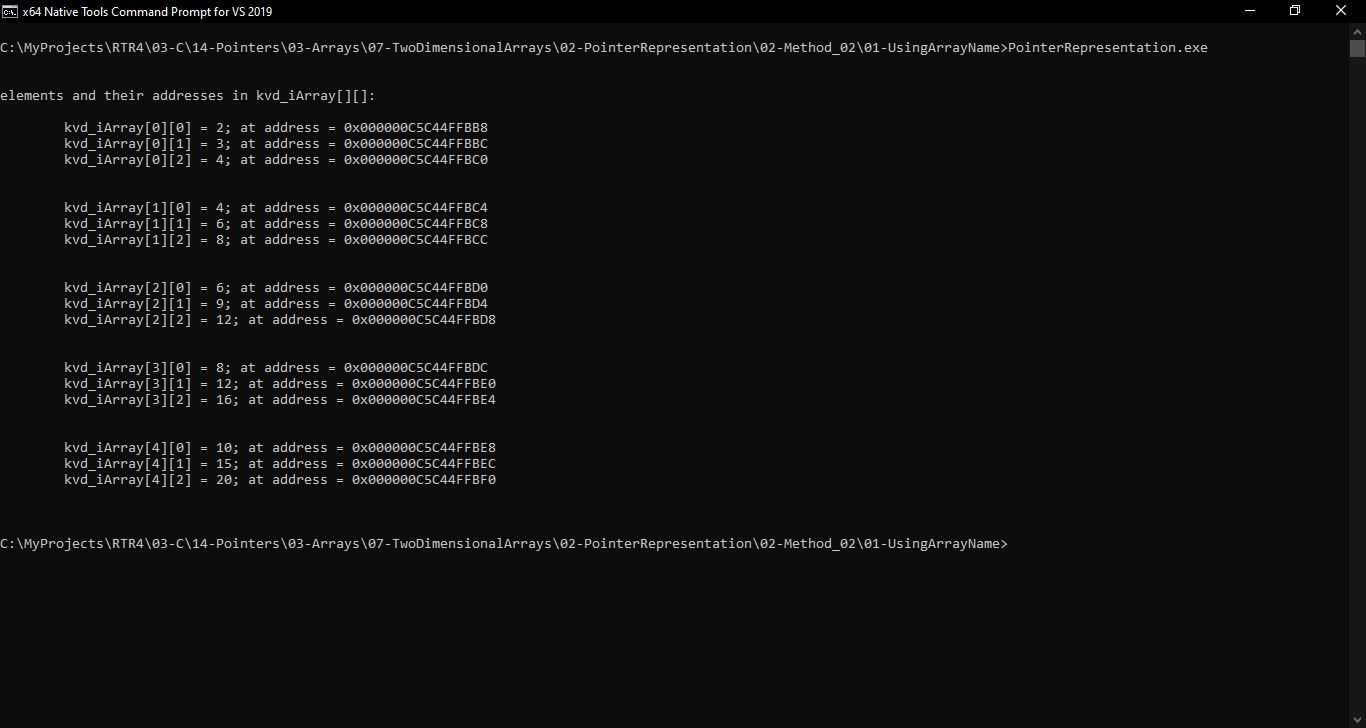 x64 Native Tools Command Prompt for VS 2019
C:\MyProjects\RTR4\03-C\14-Pointers\03-Arrays\07-TwoDimensionalArrays\02-PointerRepresentation\02-Method_02\01-UsingArrayName>PointerRepresentation.exe
elements and their addresses in kvd_iArray[][]:
kvd_iArray[0][0] = 2; at address = 0x000000C5C44FFBB8
kvd_iArray[0][1] = 3; at address = 0x000000C5C44FFBBC
kvd_iArray[0][2] = 4; at address = 0x000000C5C44FFBC0
kvd_iArray[1][0] = 4; at address = 0x000000C5C44FFBC4
kvd_iArray[1][1] = 6; at address = 0x000000C5C44FFBC8
kvd_iArray[1][2] = 8; at address = 0x000000C5C44FFBCC
kvd_iArray[2][0] = 6; at address = 0x000000C5C44FFBD0
kvd_iArray[2][1] = 9; at address = 0x000000C5C44FFBD4
kvd_iArray[2][2] = 12; at address = 0x000000C5C44FFBD8
kvd_iArray[3][0] = 8; at address = 0x000000C5C44FFBDC
kvd_iArray[3][1] = 12; at address = 0x000000C5C44FFBE0
kvd_iArray[3][2] = 16; at address = 0x000000C5C44FFBE4
kvd_iArray[4][0] = 10; at address = 0x000000C5C44FFBE8
kvd_iArray[4][1] = 15; at address = 0x000000C5C44FFBEC
kvd_iArray[4][2] = 20; at address = 0x000000C5C44FFBF0
C:\MyProjects\RTR4\03-C\14-Pointers\03-Arrays\07-TwoDimensionalArrays\02-PointerRepresentation\02-Method_02\01-UsingArrayName>